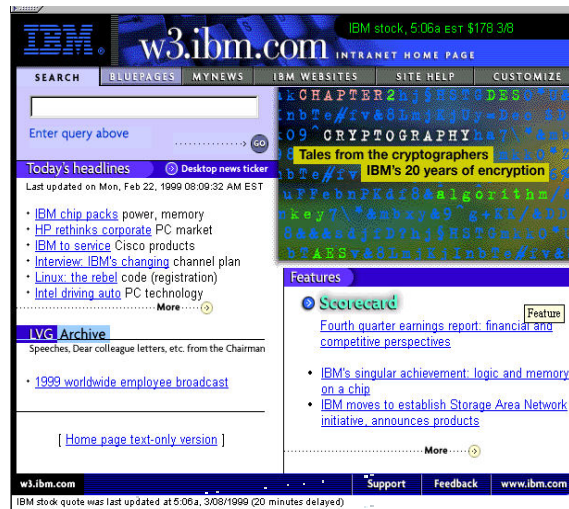 IBM stock, 5:06a EST $178 3/8
IBM
w3.ibm.com INTRANET HOME PAGE
SEARCH BLUEPAGES MYNEWS IBM WEBSITES SITE HELP CUSTOMIZE
Enter query above GO
CHAPTER 2 DES
CRYPTOGRAPHY
Tales from the cryptographers
IBM's 20 years of encryption
algorithm
key
AES
Today's headlines Desktop news ticker
Last updated on Mon, Feb 22, 1999 08:09:32 AM EST
• IBM chip packs power, memory
• HP rethinks corporate PC market
• IBM to service Cisco products
• Interview: IBM's changing channel plan
• Linux: the rebel code (registration)
• Intel driving auto PC technology
More
LVG Archive
Speeches, Dear colleague letters, etc. from the Chairman
• 1999 worldwide employee broadcast
[ Home page text-only version ]
Features
Scorecard
Feature
Fourth quarter earnings report: financial and
competitive perspectives
• IBM's singular achievement: logic and memory
on a chip
• IBM moves to establish Storage Area Network
initiative, announces products
More
w3.ibm.com Support Feedback www.ibm.com
IBM stock quote was last updated at 5:06a, 3/08/1999 (20 minutes delayed)